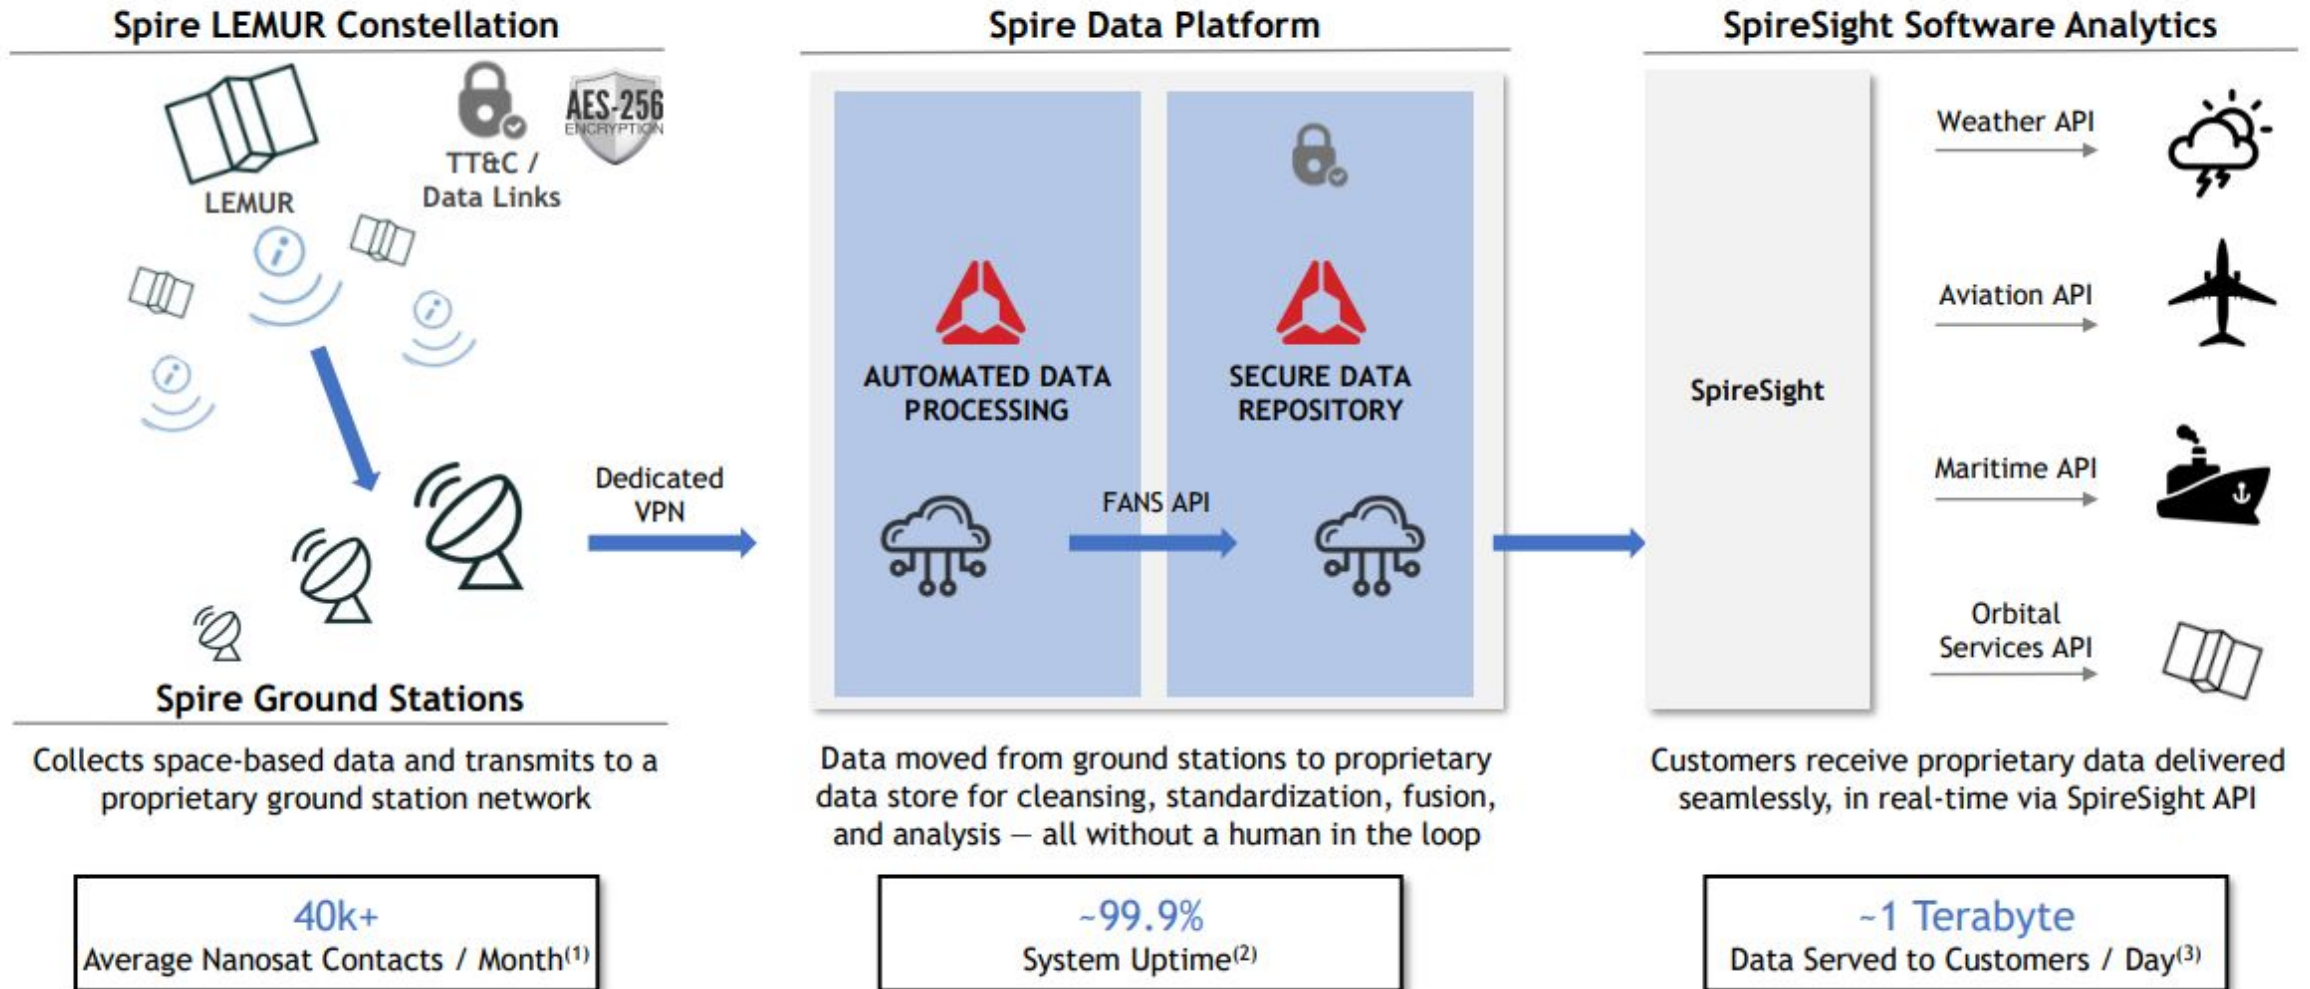 Spire LEMUR Constellation
LEMUR
TT&C /
Data Links
AES-256
ENCRYPTION
Dedicated
VPN
Spire Ground Stations
Collects space-based data and transmits to a
proprietary ground station network
40k+
Average Nanosat Contacts / Month(1)
Spire Data Platform
AUTOMATED DATA
PROCESSING
FANS API
SECURE DATA
REPOSITORY
Data moved from ground stations to proprietary
data store for cleansing, standardization, fusion,
and analysis — all without a human in the loop
~99.9%
System Uptime(2)
SpireSight Software Analytics
SpireSight
Weather API
Aviation API
Maritime API
Orbital
Services API
Customers receive proprietary data delivered
seamlessly, in real-time via SpireSight API
~1 Terabyte
Data Served to Customers / Day(3)